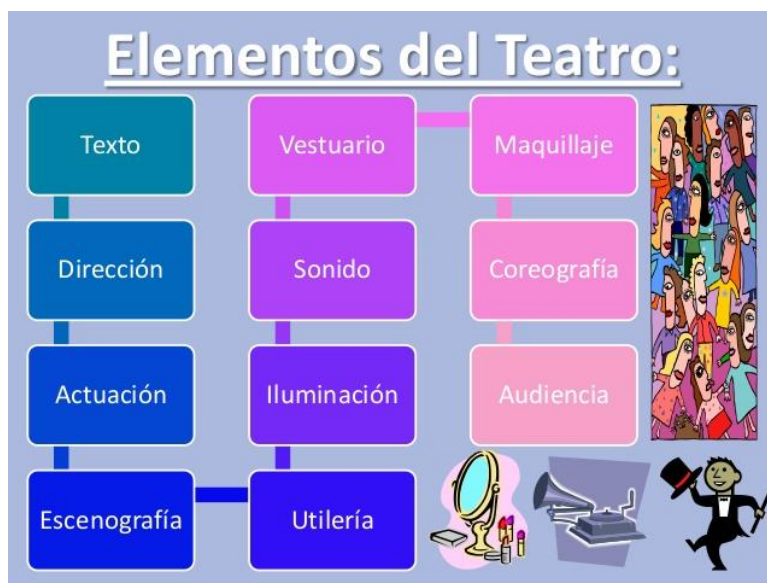 Elementos del Teatro:
Texto
Dirección
Actuación
Escenografía
Utilería
Iluminación
Sonido
Vestuario
Maquillaje
Coreografía
Audiencia